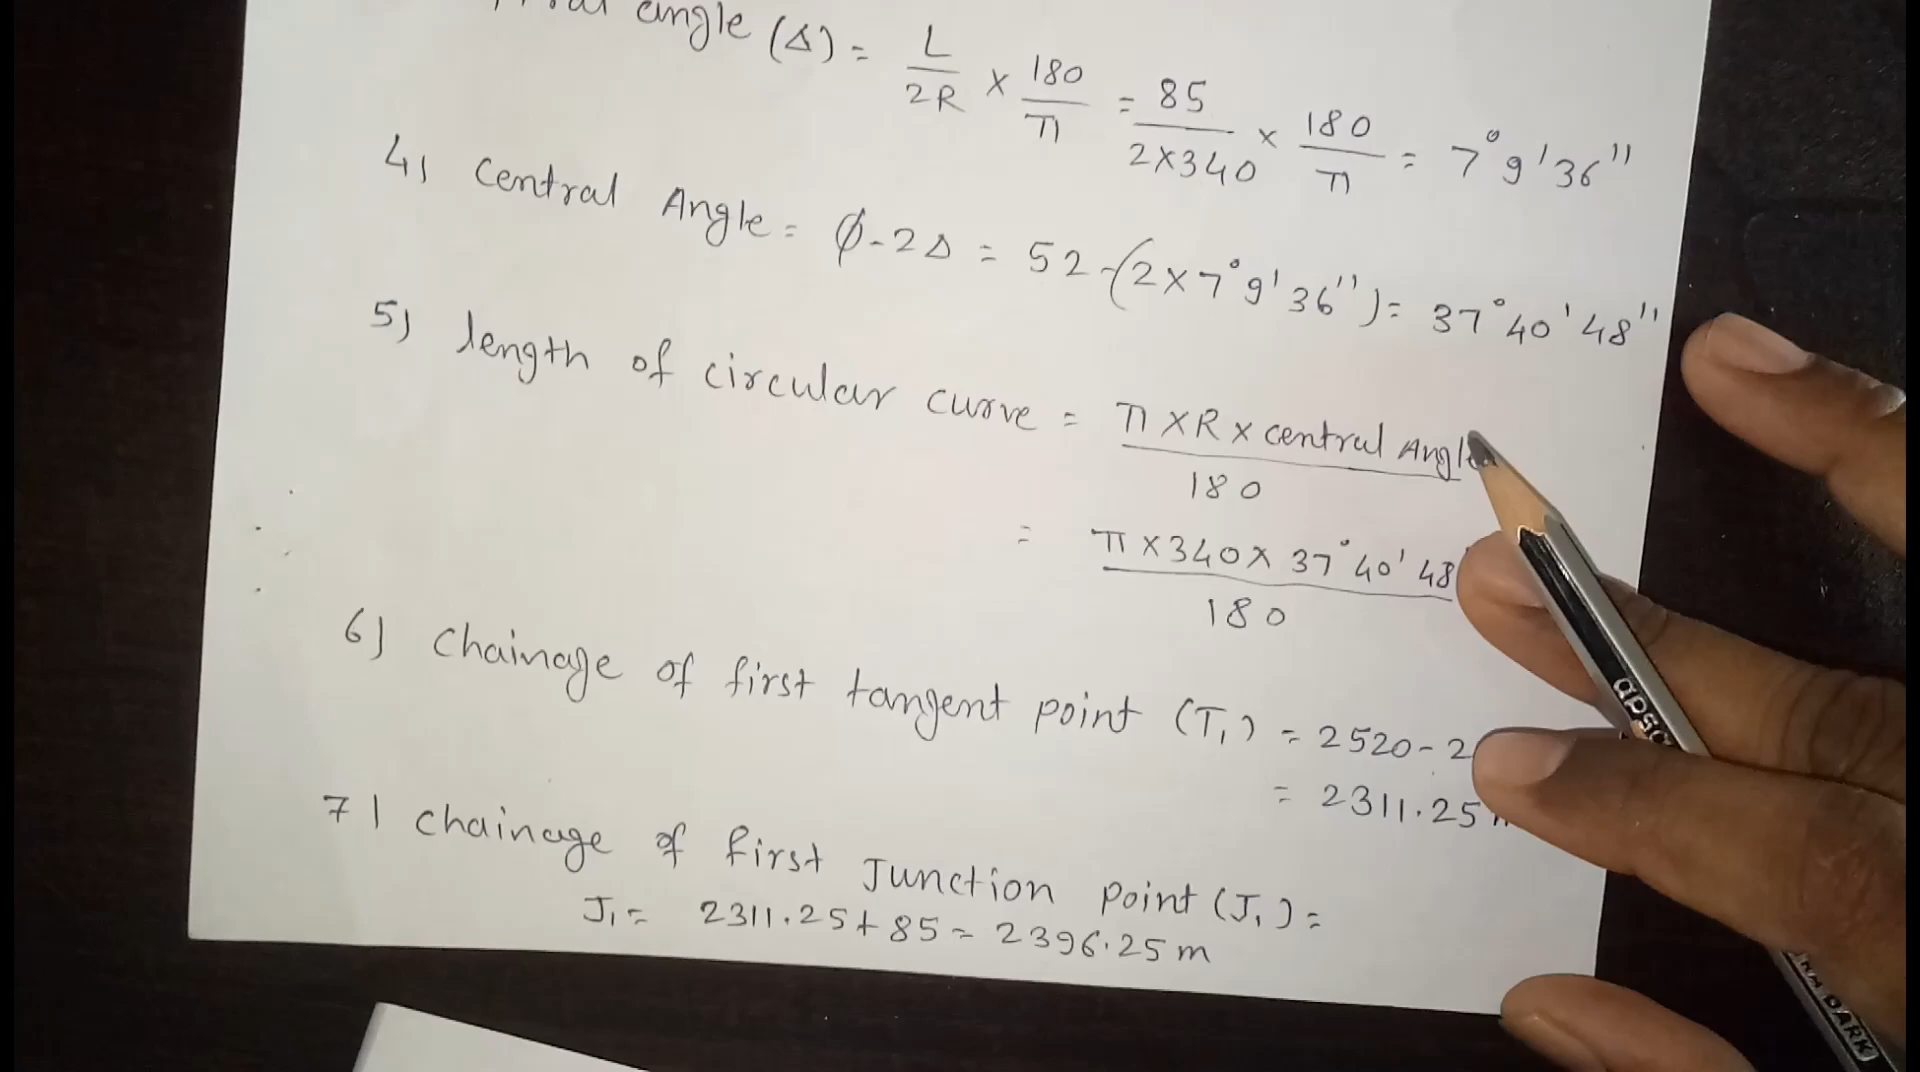 angle (Δ) = L/2R × 180/π = 85/2×340 × 180/π = 7°9'36"
4) Central Angle = Ø-2Δ = 52-(2×7°9'36") = 37°40'48"
5) length of circular curve = π×R×central Angle/180
= π×340×37°40'48/180
6) Chainage of first tangent point (T₁) = 2520-2
= 2311.25
7) Chainage of first Junction point (J₁) =
J₁ = 2311.25+85 = 2396.25 m
apsa
DARK